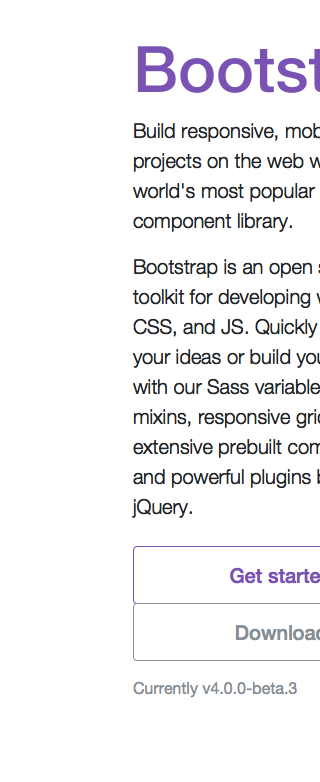 Bootst
Build responsive, mob
projects on the web w
world's most popular
component library.
Bootstrap is an open s
toolkit for developing w
CSS, and JS. Quickly
your ideas or build you
with our Sass variable
mixins, responsive grid
extensive prebuilt com
and powerful plugins b
jQuery.
Get starte
Download
Currently v4.0.0-beta.3